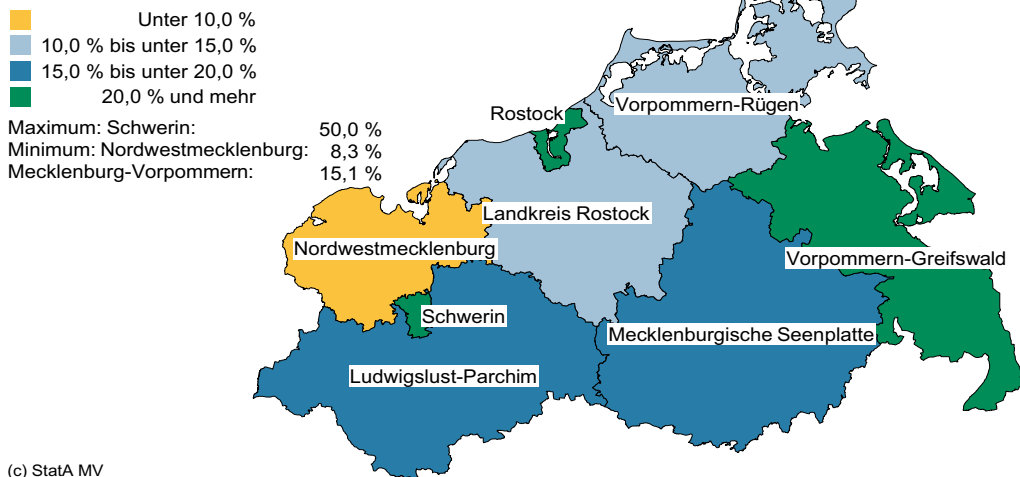 Unter 10,0 %
10,0 % bis unter 15,0 %
15,0 % bis unter 20,0 %
20,0 % und mehr
Maximum: Schwerin: 50,0 %
Minimum: Nordwestmecklenburg: 8,3 %
Mecklenburg-Vorpommern: 15,1 %
Rostock
Vorpommern-Rügen
Landkreis Rostock
Nordwestmecklenburg
Vorpommern-Greifswald
Schwerin
Mecklenburgische Seenplatte
Ludwigslust-Parchim
(c) StatA MV